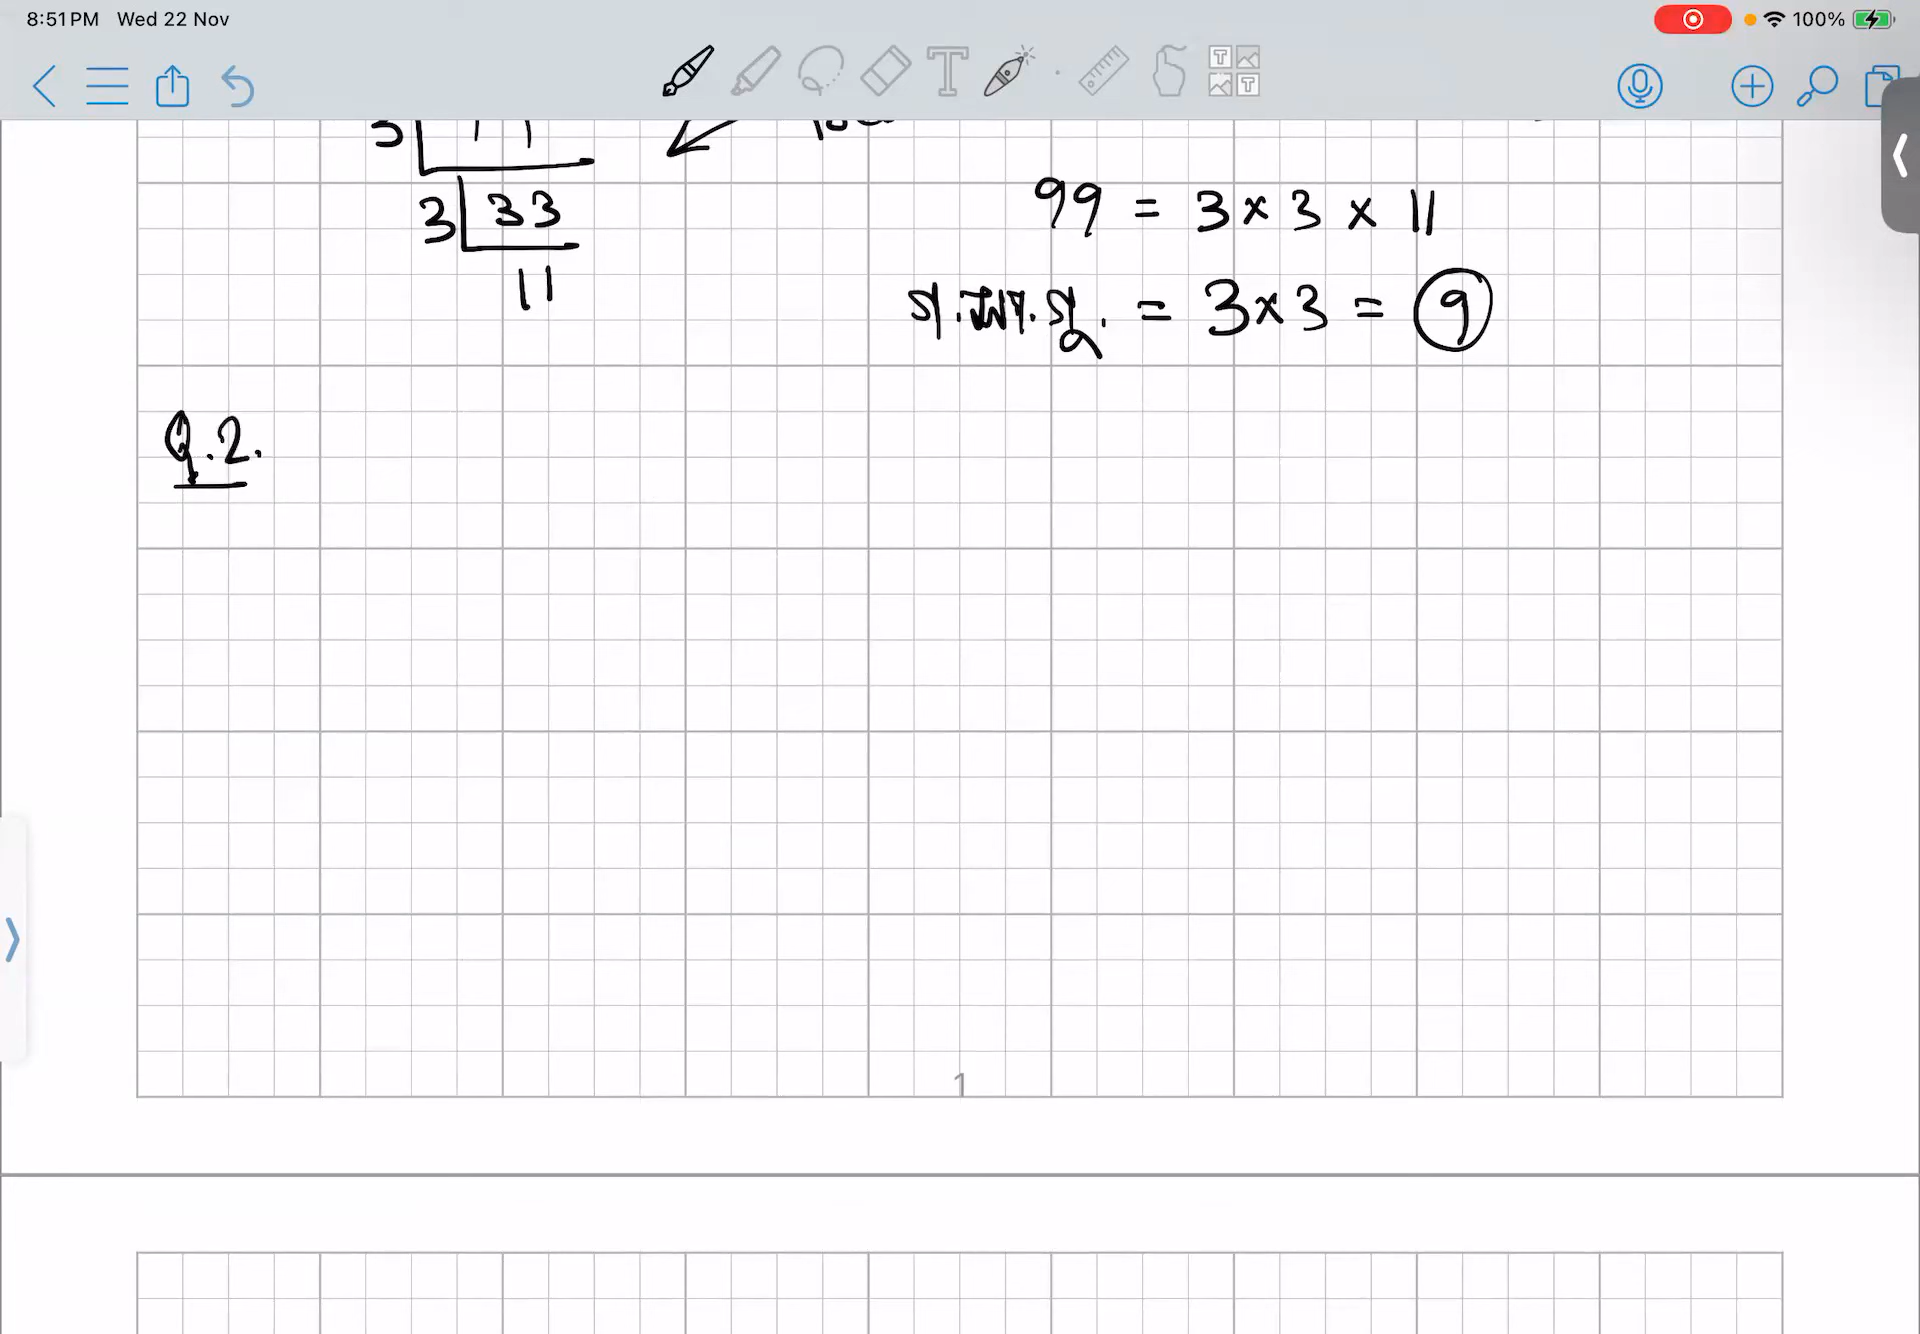 8:51 PM Wed 22 Nov 100%
3 33
11
99 = 3 × 3 × 11
= 3 × 3 = 9
Q.2.
1